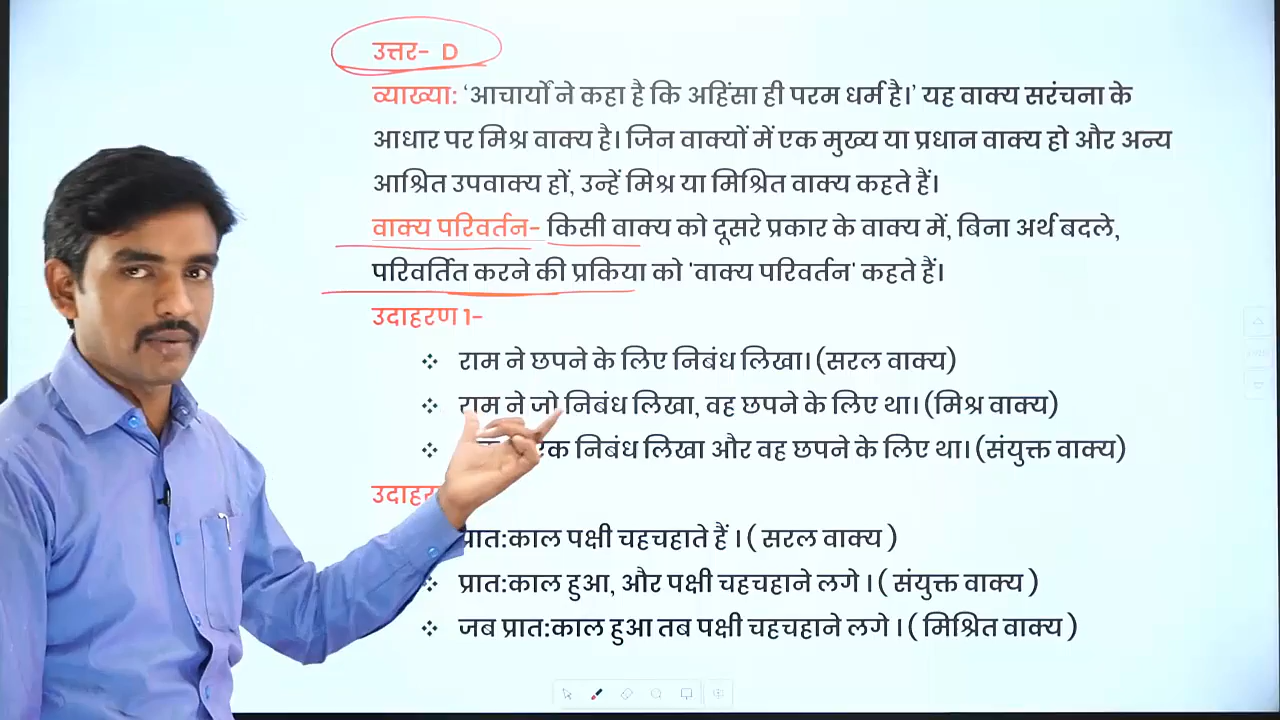 उत्तर- D
व्याख्या: 'आचार्यों ने कहा है कि अहिंसा ही परम धर्म है।' यह वाक्य सरंचना के
आधार पर मिश्र वाक्य है। जिन वाक्यों में एक मुख्य या प्रधान वाक्य हो और अन्य
आश्रित उपवाक्य हों, उन्हें मिश्र या मिश्रित वाक्य कहते हैं।
वाक्य परिवर्तन- किसी वाक्य को दूसरे प्रकार के वाक्य में, बिना अर्थ बदले,
परिवर्तित करने की प्रकिया को 'वाक्य परिवर्तन' कहते हैं।
उदाहरण 1-
❖ राम ने छपने के लिए निबंध लिखा। (सरल वाक्य)
❖ राम ने जो निबंध लिखा, वह छपने के लिए था। (मिश्र वाक्य)
❖ निबंध लिखा और वह छपने के लिए था। (संयुक्त वाक्य)
प्रात:काल पक्षी चहचहाते हैं । ( सरल वाक्य )
❖ प्रात:काल हुआ, और पक्षी चहचहाने लगे । ( संयुक्त वाक्य )
❖ जब प्रात:काल हुआ तब पक्षी चहचहाने लगे । ( मिश्रित वाक्य )